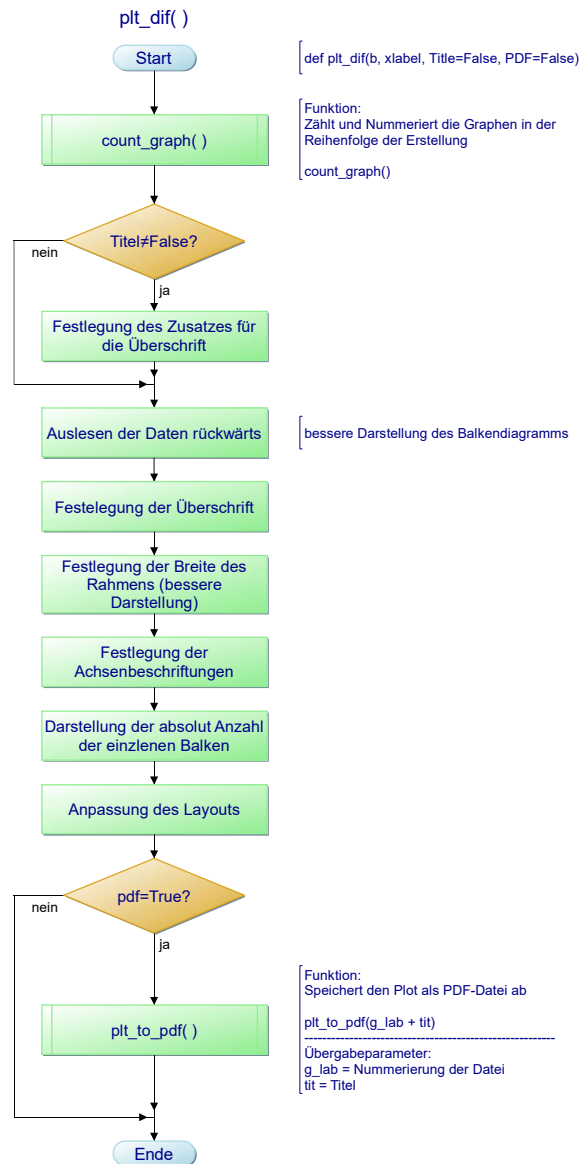 plt_dif( )
Start
def plt_dif(b, xlabel, Title=False, PDF=False)
count_graph( )
Funktion:
Zählt und Nummeriert die Graphen in der
Reihenfolge der Erstellung
count_graph()
Titel≠False?
nein
ja
Festlegung des Zusatzes für
die Überschrift
Auslesen der Daten rückwärts
bessere Darstellung des Balkendiagramms
Festelegung der Überschrift
Festlegung der Breite des
Rahmens (bessere
Darstellung)
Festlegung der
Achsenbeschriftungen
Darstellung der absolut Anzahl
der einzlenen Balken
Anpassung des Layouts
pdf=True?
nein
ja
plt_to_pdf( )
Funktion:
Speichert den Plot als PDF-Datei ab
plt_to_pdf(g_lab + tit)
-------------------------------------------------------
Übergabeparameter:
g_lab = Nummerierung der Datei
tit = Titel
Ende